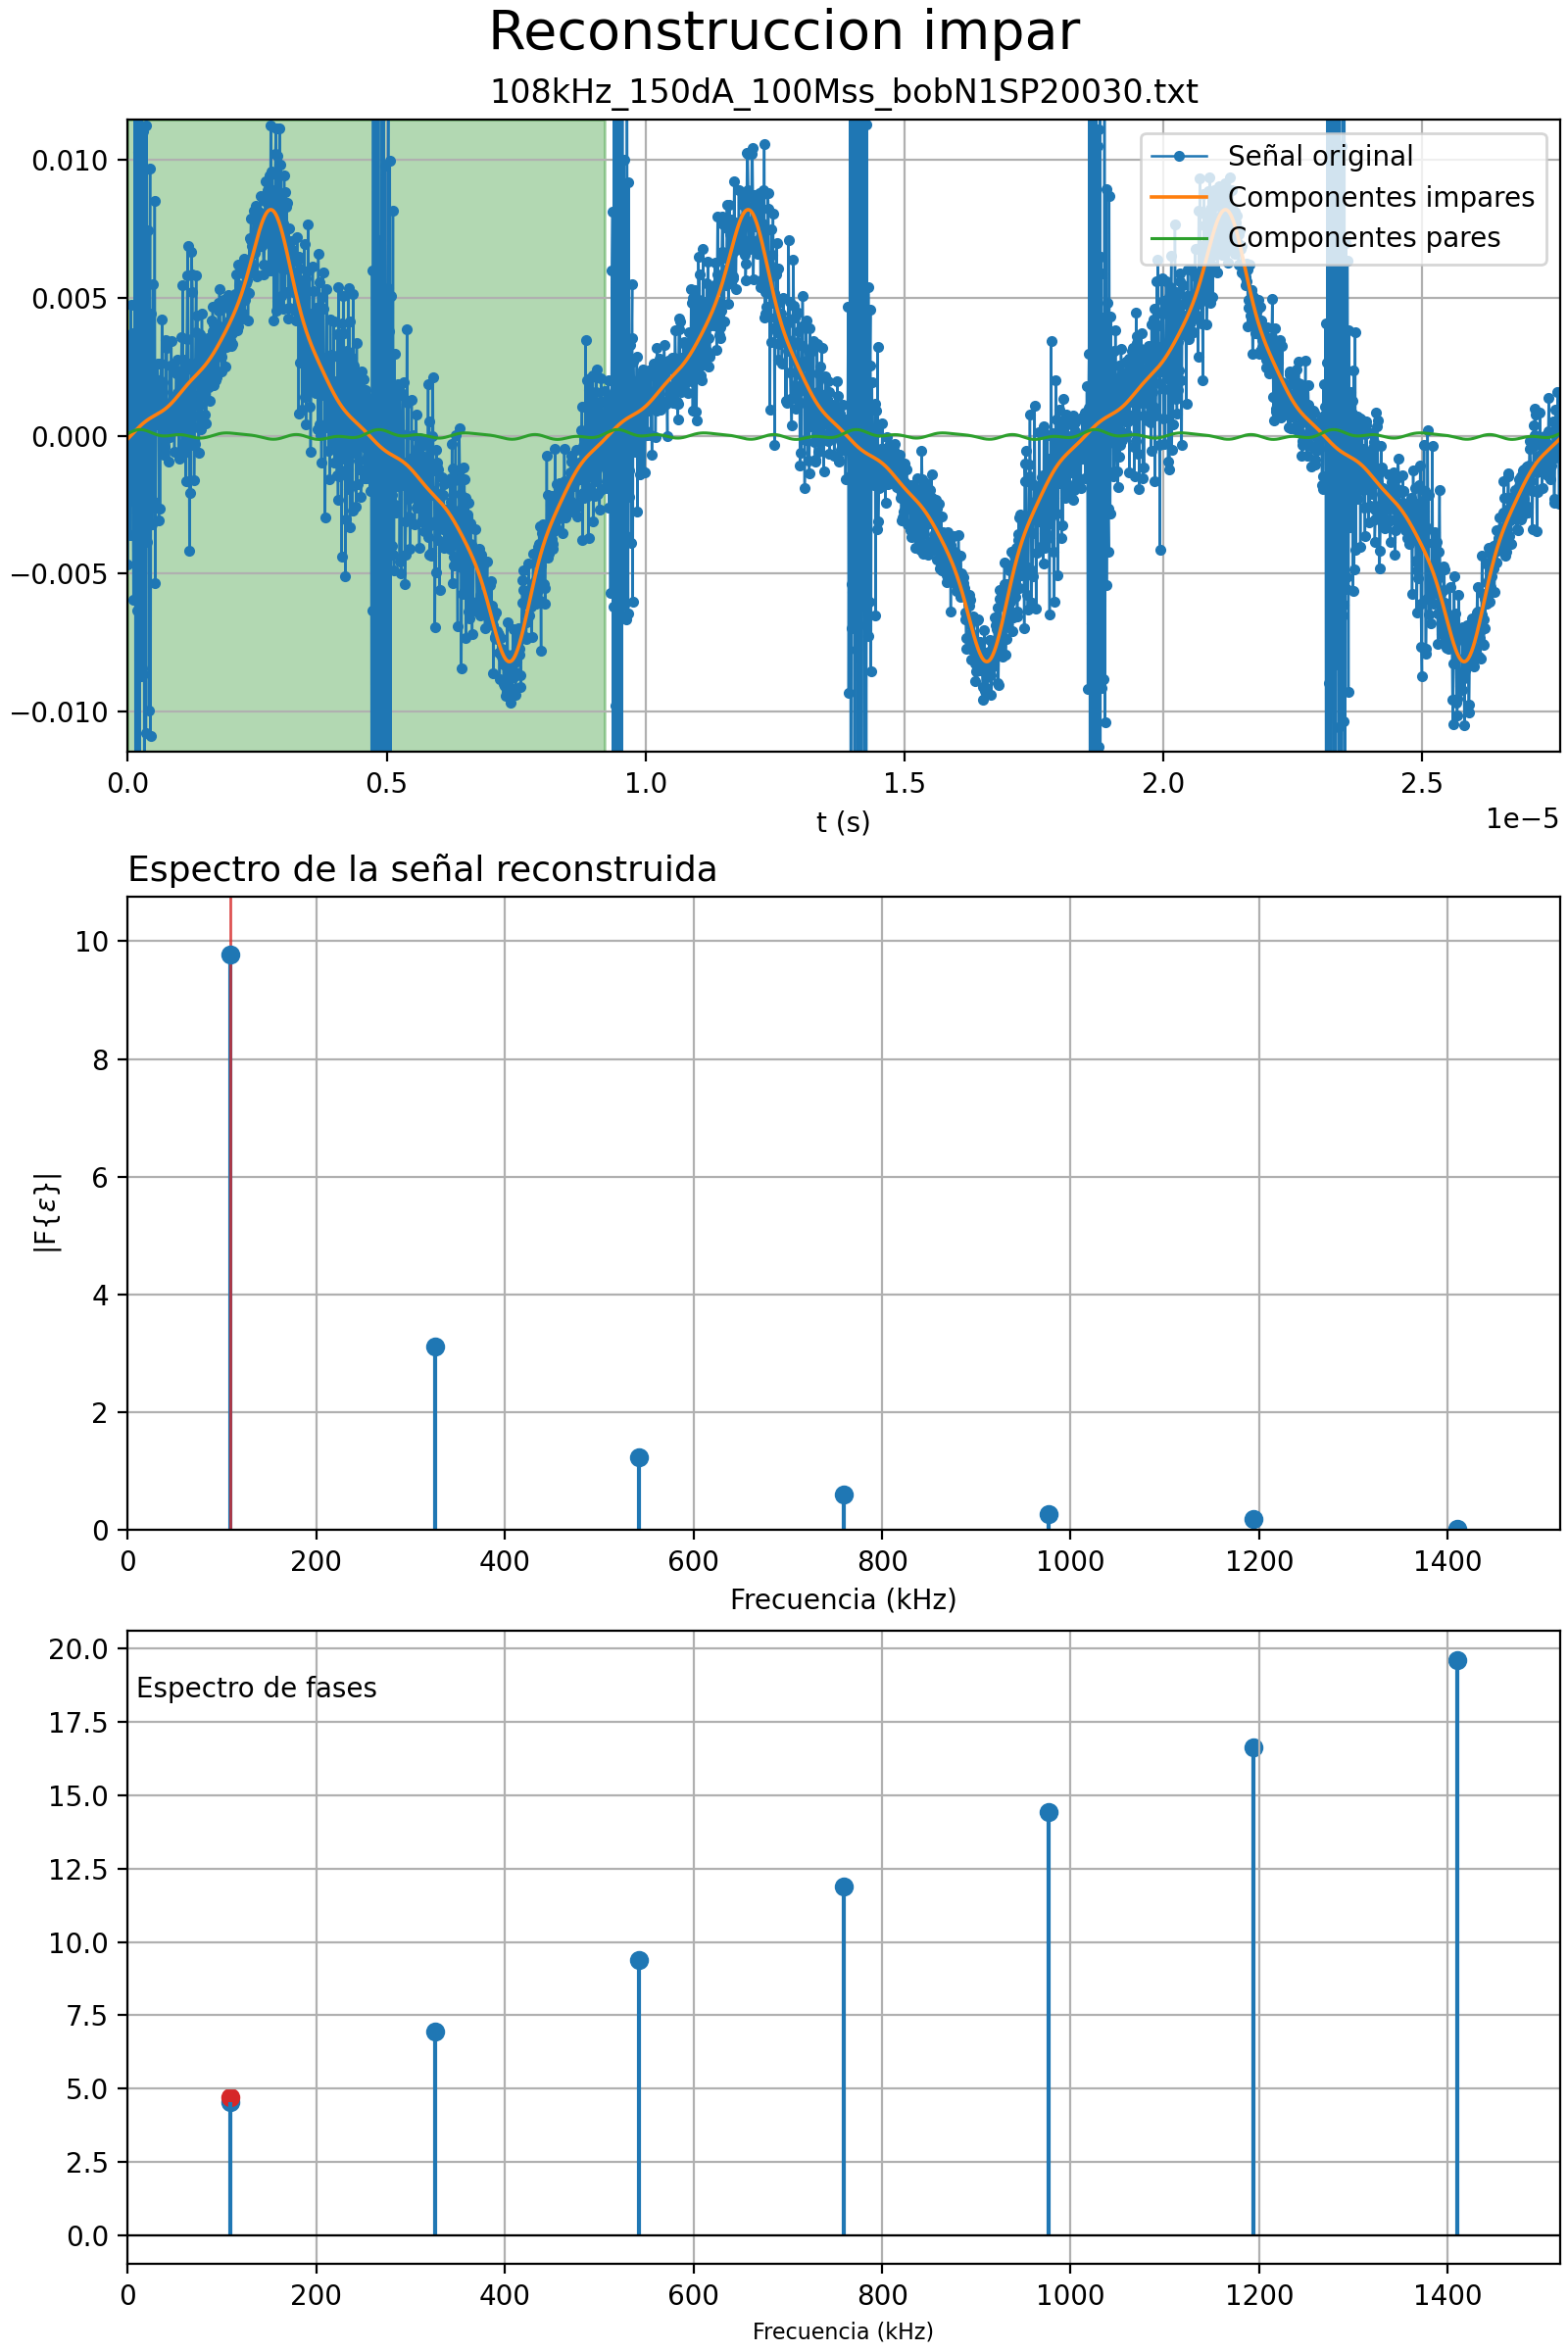 Reconstruccion impar
108kHz_150dA_100Mss_bobN1SP20030.txt
Señal original
Componentes impares
Componentes pares
0.010
0.005
0.000
−0.005
−0.010
0.0 0.5 1.0 1.5 2.0 2.5
1e−5
t (s)
Espectro de la señal reconstruida
10
8
6
4
2
0
|F{ε}|
0 200 400 600 800 1000 1200 1400
Frecuencia (kHz)
Espectro de fases
20.0
17.5
15.0
12.5
10.0
7.5
5.0
2.5
0.0
0 200 400 600 800 1000 1200 1400
Frecuencia (kHz)